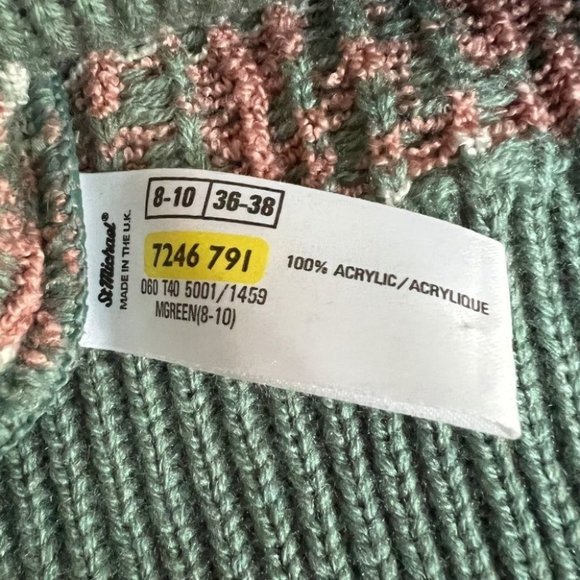 St Michael®
MADE IN THE U.K.
8-10 36-38
7246 791
060 T40 5001/1459
MGREEN(8-10)
100% ACRYLIC/ACRYLIQUE